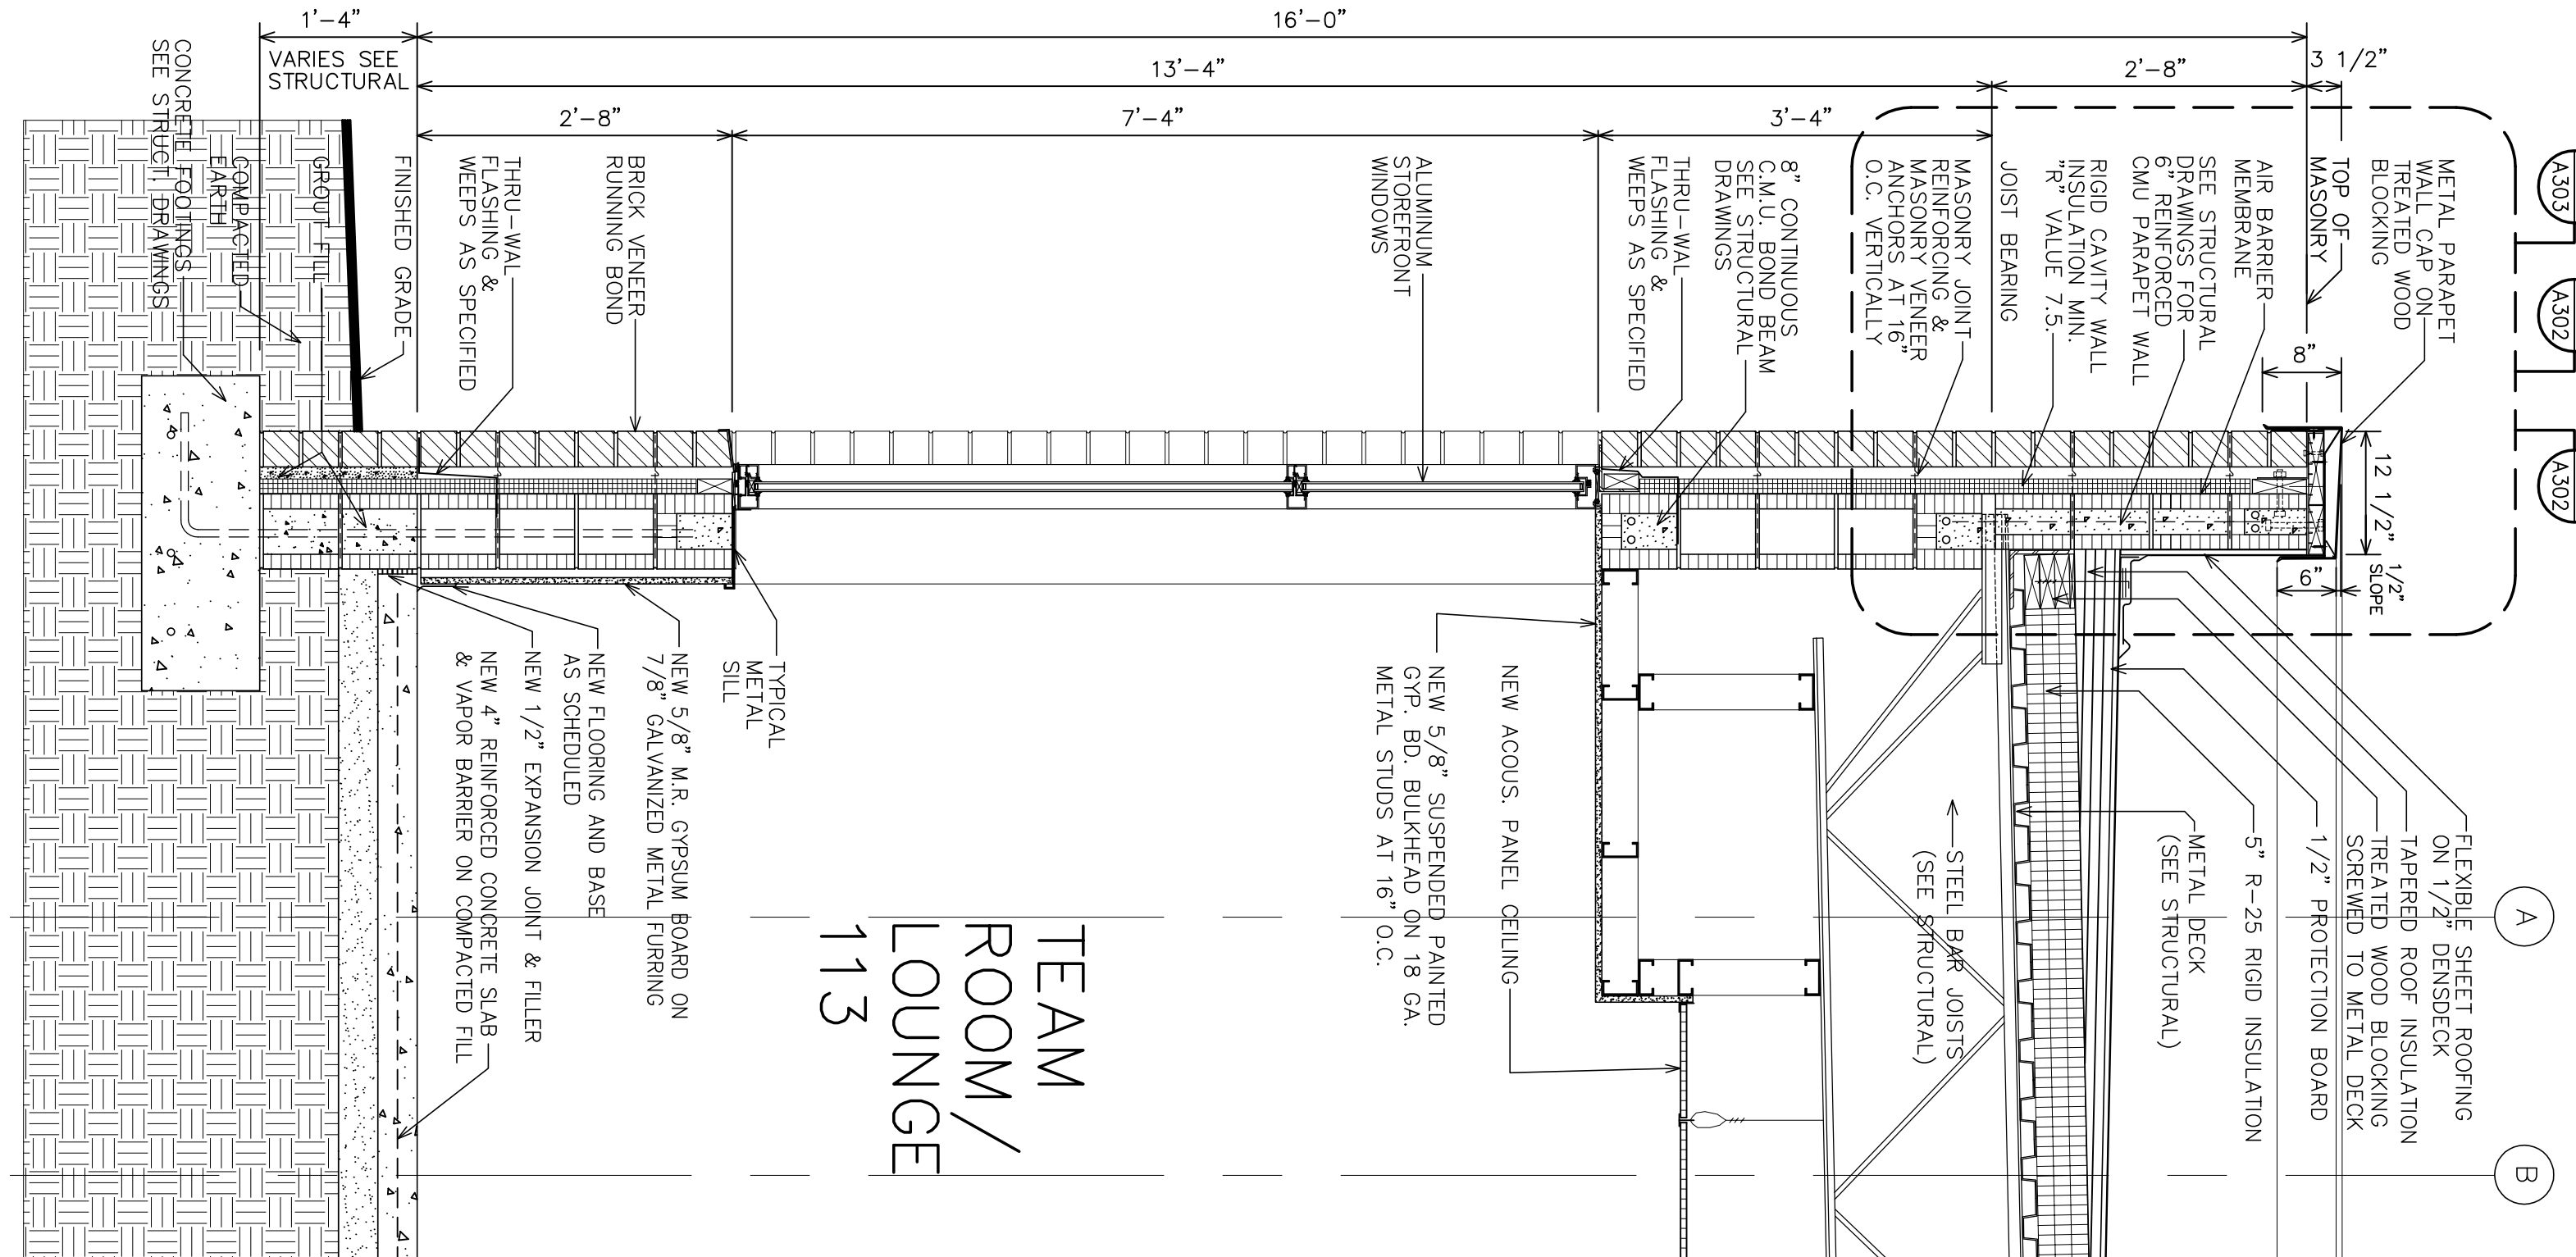 1'-4"
16'-0"
VARIES SEE
STRUCTURAL
13'-4"
2'-8"
3 1/2"
2'-8"
7'-4"
3'-4"
A303
A302
A302
METAL PARAPET
WALL CAP ON
TREATED WOOD
BLOCKING
TOP OF
MASONRY
AIR BARRIER
MEMBRANE
SEE STRUCTURAL
DRAWINGS FOR
6" REINFORCED
CMU PARAPET WALL
RIGID CAVITY WALL
INSULATION MIN.
"R" VALUE 7.5.
JOIST BEARING
MASONRY JOINT
REINFORCING &
MASONRY VENEER
ANCHORS AT 16"
O.C. VERTICALLY
8" CONTINUOUS
C.M.U. BOND BEAM
SEE STRUCTURAL
DRAWINGS
THRU-WAL
FLASHING &
WEEPS AS SPECIFIED
ALUMINUM
STOREFRONT
WINDOWS
BRICK VENEER
RUNNING BOND
THRU-WAL
FLASHING &
WEEPS AS SPECIFIED
FINISHED GRADE
GROUT FILL
COMPACTED
EARTH
CONCRETE FOOTINGS
SEE STRUCT. DRAWINGS
8"
12 1/2"
6"
1/2"
SLOPE
FLEXIBLE SHEET ROOFING
ON 1/2" DENSDECK
TAPERED ROOF INSULATION
TREATED WOOD BLOCKING
SCREWED TO METAL DECK
1/2" PROTECTION BOARD
5" R-25 RIGID INSULATION
METAL DECK
(SEE STRUCTURAL)
STEEL BAR JOISTS
(SEE STRUCTURAL)
NEW ACOUS. PANEL CEILING
NEW 5/8" SUSPENDED PAINTED
GYP. BD. BULKHEAD ON 18 GA.
METAL STUDS AT 16" O.C.
TYPICAL
METAL
SILL
NEW 5/8" M.R. GYPSUM BOARD ON
7/8" GALVANIZED METAL FURRING
NEW FLOORING AND BASE
AS SCHEDULED
NEW 1/2" EXPANSION JOINT & FILLER
NEW 4" REINFORCED CONCRETE SLAB
& VAPOR BARRIER ON COMPACTED FILL
TEAM
ROOM/
LOUNGE
113
A
B